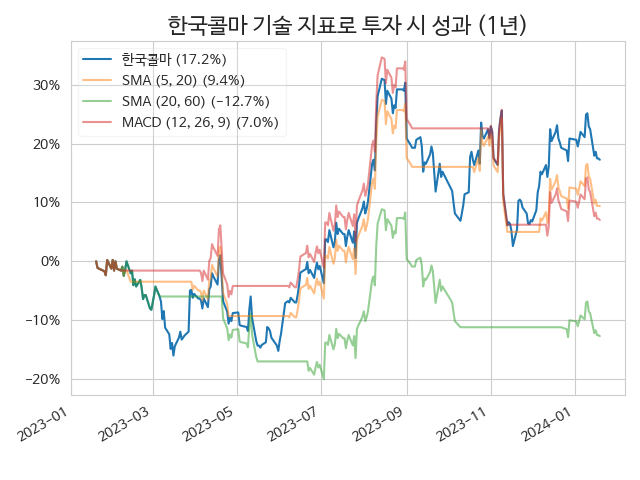 한국콜마 기술 지표로 투자 시 성과 (1년)
한국콜마 (17.2%)
SMA (5, 20) (9.4%)
SMA (20, 60) (−12.7%)
MACD (12, 26, 9) (7.0%)
30%
20%
10%
0%
−10%
−20%
2023-01
2023-03
2023-05
2023-07
2023-09
2023-11
2024-01